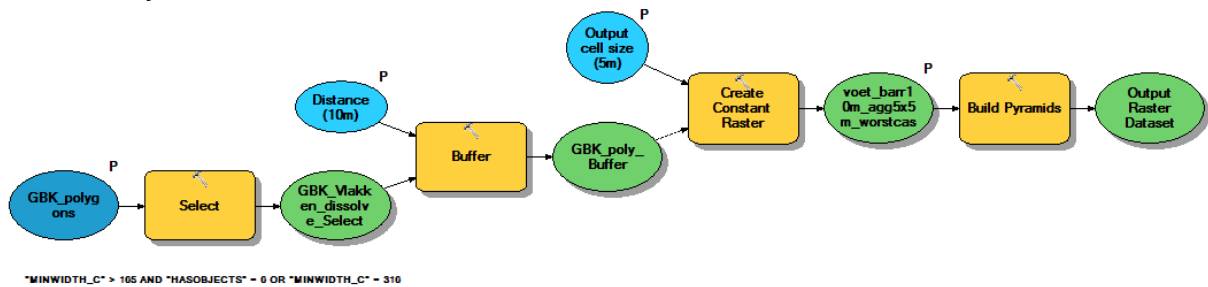 P
Output
cell size
(5m)
P
Distance
(10m)
P
Create
Constant
Raster
voet_barr1
0m_agg5x5
m_worstcas
Build Pyramids
Output
Raster
Dataset
Buffer
GBK_poly_
Buffer
P
GBK_polyg
ons
Select
GBK_Vlakk
en_dissolv
e_Select
"MINWIDTH_C" > 165 AND "HASOBJECTS" = 0 OR "MINWIDTH_C" = 310